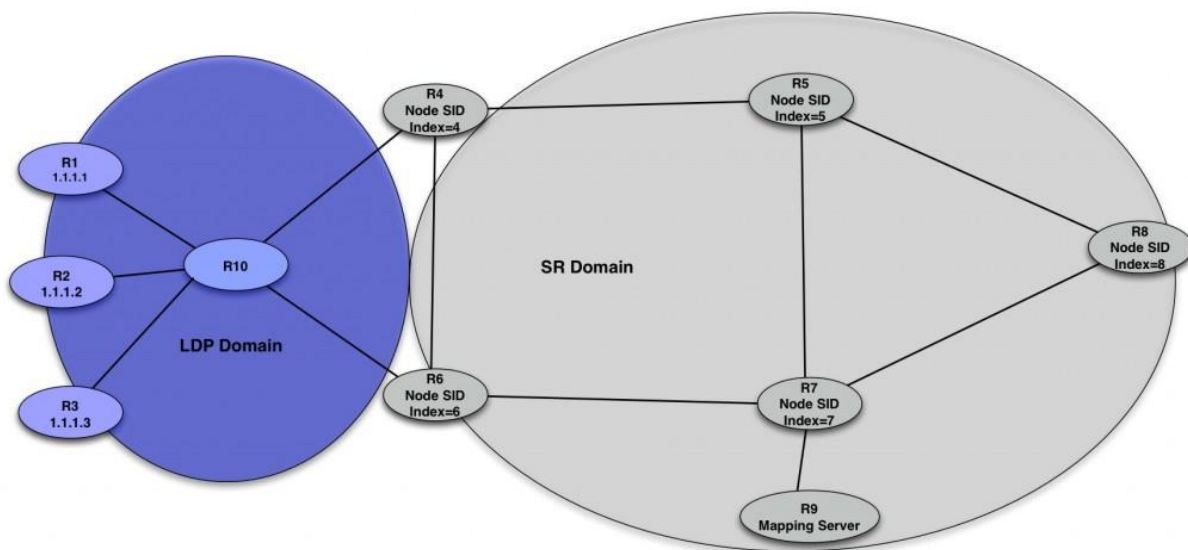 R4
Node SID
Index=4
R5
Node SID
Index=5
R1
1.1.1.1
R10
R2
1.1.1.2
SR Domain
R8
Node SID
Index=8
LDP Domain
R3
1.1.1.3
R6
Node SID
Index=6
R7
Node SID
Index=7
R9
Mapping Server